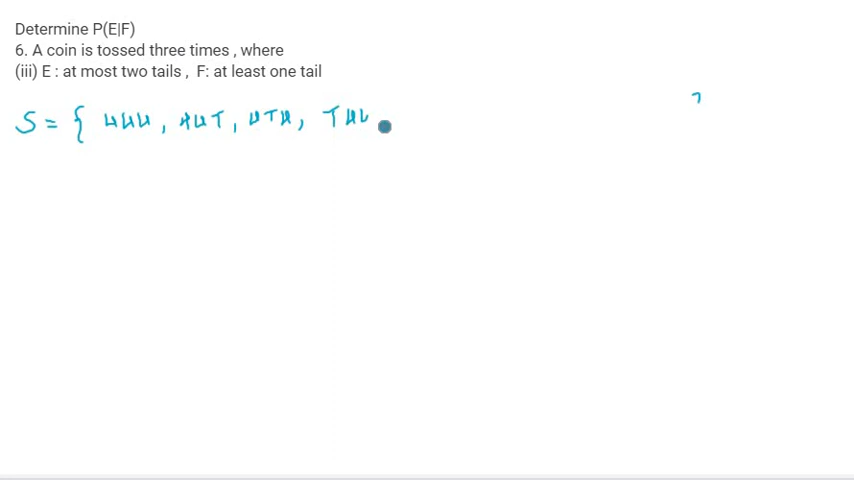 Determine P(E|F)
6. A coin is tossed three times , where
(iii) E : at most two tails , F: at least one tail
S = { HHH, HHT, HTH, THH